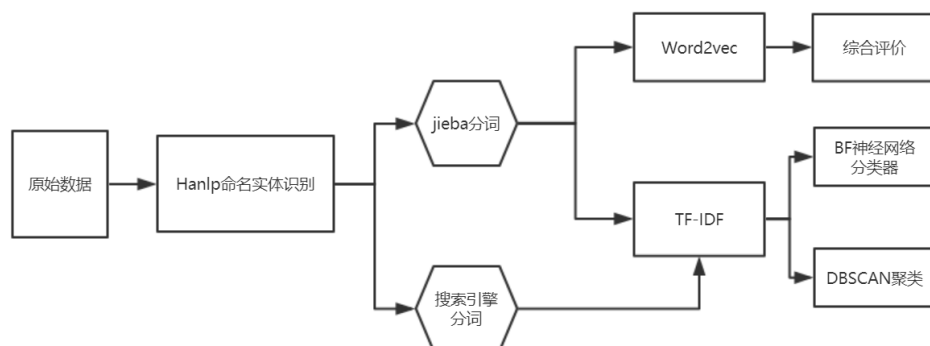 原始数据
Hanlp命名实体识别
jieba分词
搜索引擎
分词
Word2vec
综合评价
TF-IDF
BF神经网络
分类器
DBSCAN聚类